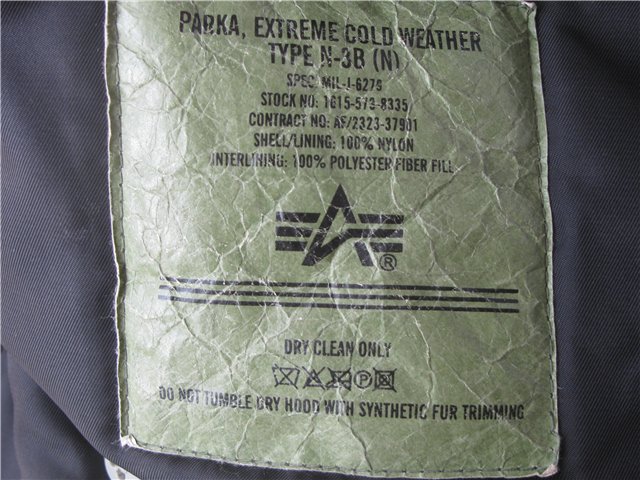 PARKA, EXTREME COLD WEATHER
TYPE N-3B (N)
SPEC. MIL-J-6279
STOCK NO: 1615-573-8335
CONTRACT NO: AF/2323-37901
SHELL/LINING: 100% NYLON
INTERLINING: 100% POLYESTER FIBER FILL
®
DRY CLEAN ONLY
P
DO NOT TUMBLE DRY HOOD WITH SYNTHETIC FUR TRIMMING